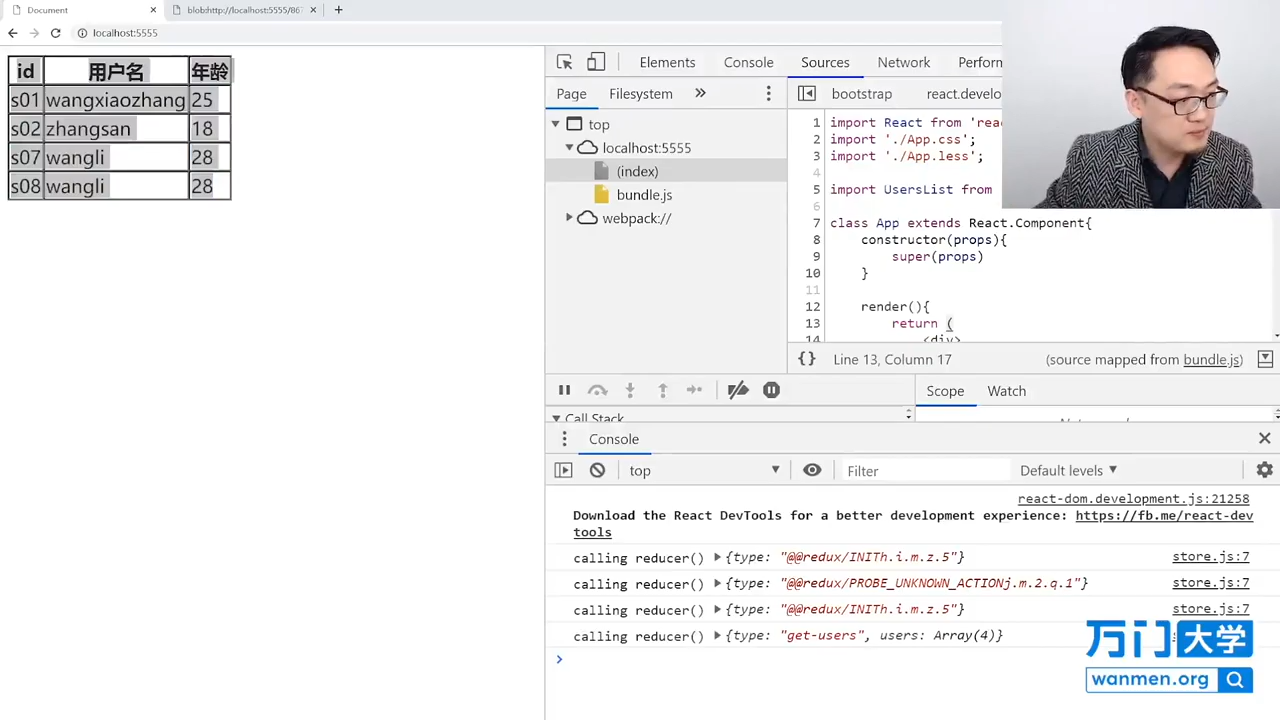 Document
blob:http://localhost:5555/867
localhost:5555
id 用户名 年龄
s01 wangxiaozhang 25
s02 zhangsan 18
s07 wangli 28
s08 wangli 28
Elements Console Sources Network Perform
Page Filesystem »
top
localhost:5555
(index)
bundle.js
webpack://
bootstrap react.develo
1 import React from 'reac
2 import './App.css';
3 import './App.less';
4
5 import UsersList from
6
7 class App extends React.Component{
8 constructor(props){
9 super(props)
10 }
11
12 render(){
13 return (
14 <div>
{} Line 13, Column 17 (source mapped from bundle.js)
Scope Watch
Call Stack
Console
top Filter Default levels
react-dom.development.js:21258
Download the React DevTools for a better development experience: https://fb.me/react-dev
tools
calling reducer() {type: "@@redux/INITh.i.m.z.5"} store.js:7
calling reducer() {type: "@@redux/PROBE_UNKNOWN_ACTIONj.m.2.q.1"} store.js:7
calling reducer() {type: "@@redux/INITh.i.m.z.5"} store.js:7
calling reducer() {type: "get-users", users: Array(4)}
万门大学
wanmen.org